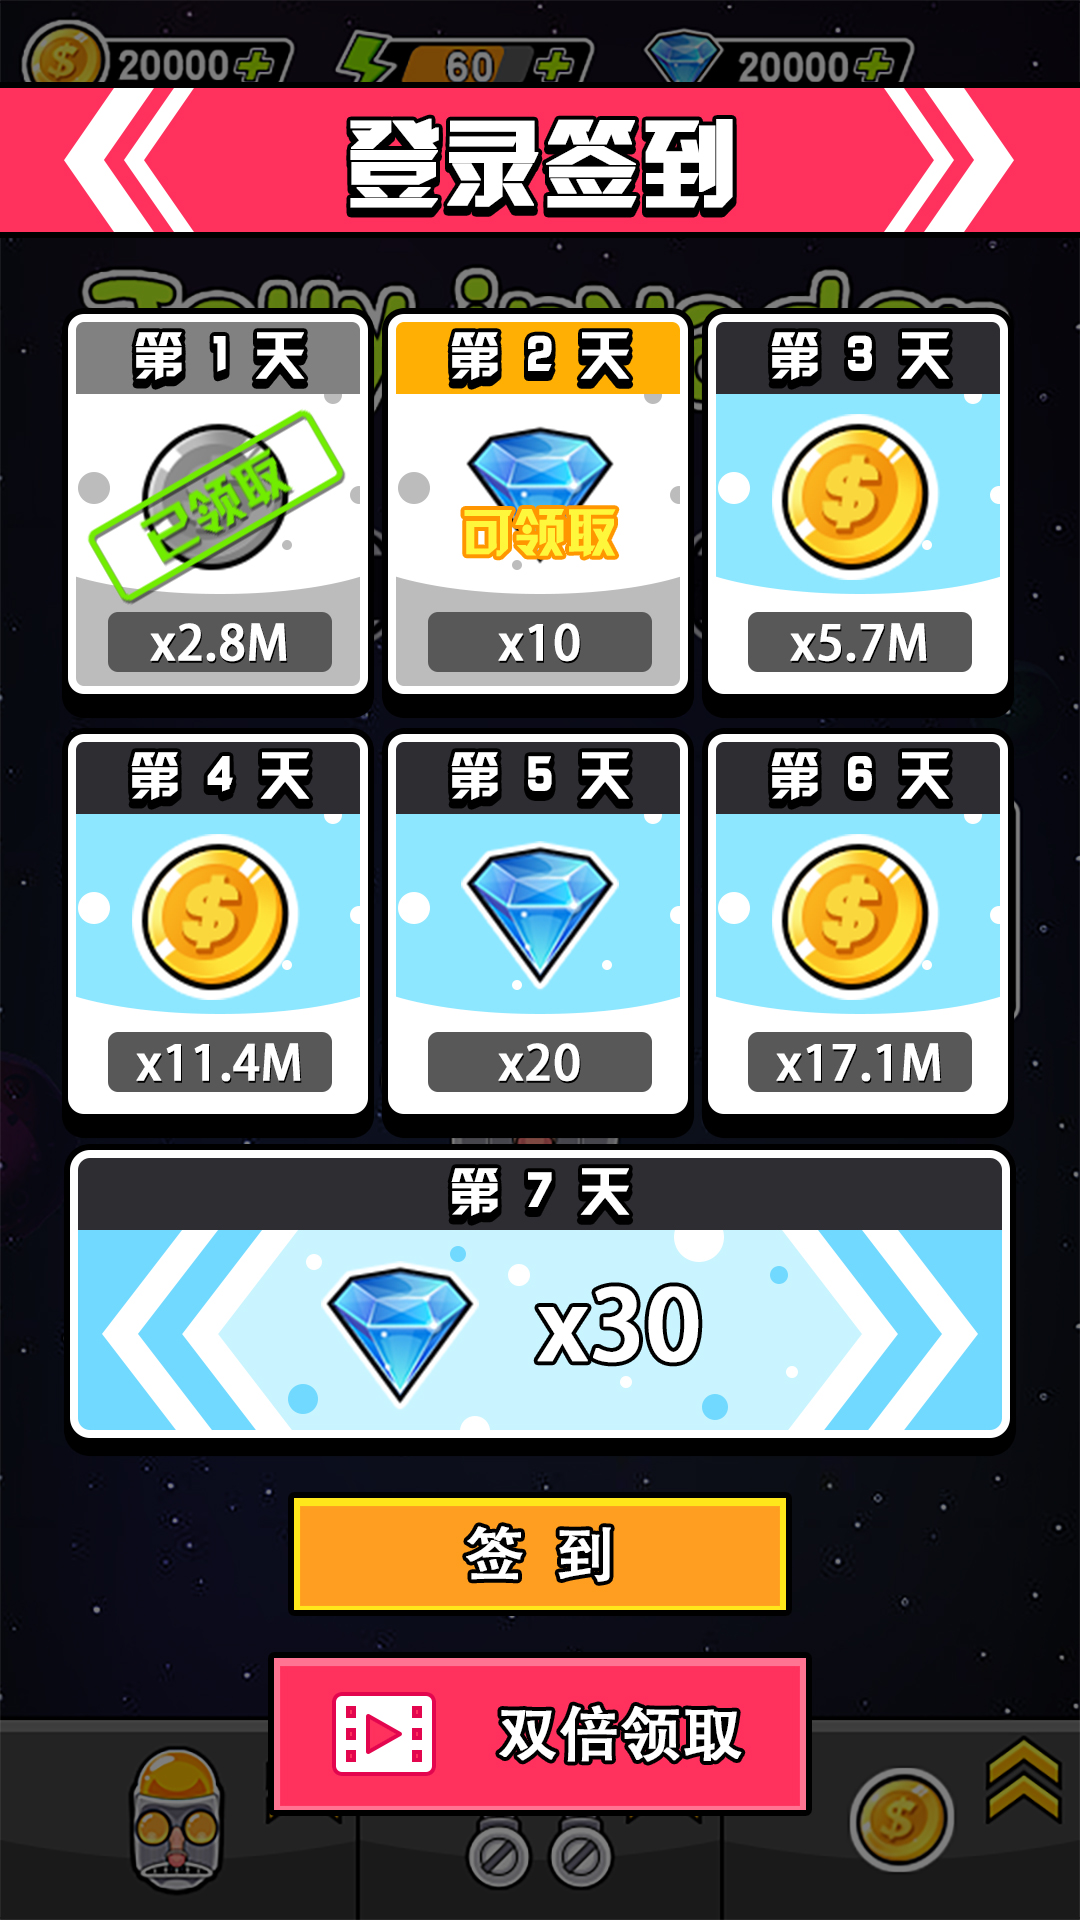 20000 60 20000
登录签到
第 1 天 第 2 天 第 3 天
已领取 可领取
x2.8M x10 x5.7M
第 4 天 第 5 天 第 6 天
x11.4M x20 x17.1M
第 7 天
x30
签 到
双倍领取